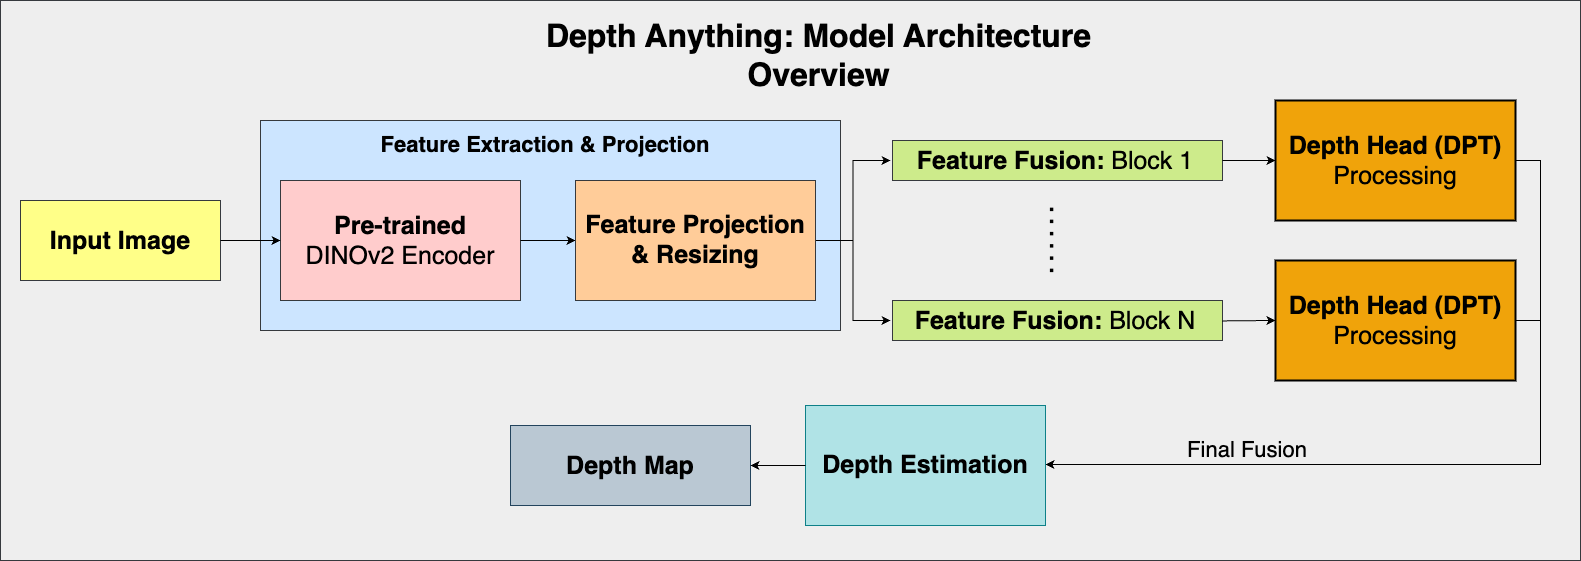 Depth Anything: Model Architecture
Overview
Feature Extraction & Projection
Input Image
Pre-trained
DINOv2 Encoder
Feature Projection
& Resizing
Feature Fusion: Block 1
Feature Fusion: Block N
Depth Head (DPT)
Processing
Depth Head (DPT)
Processing
Final Fusion
Depth Estimation
Depth Map